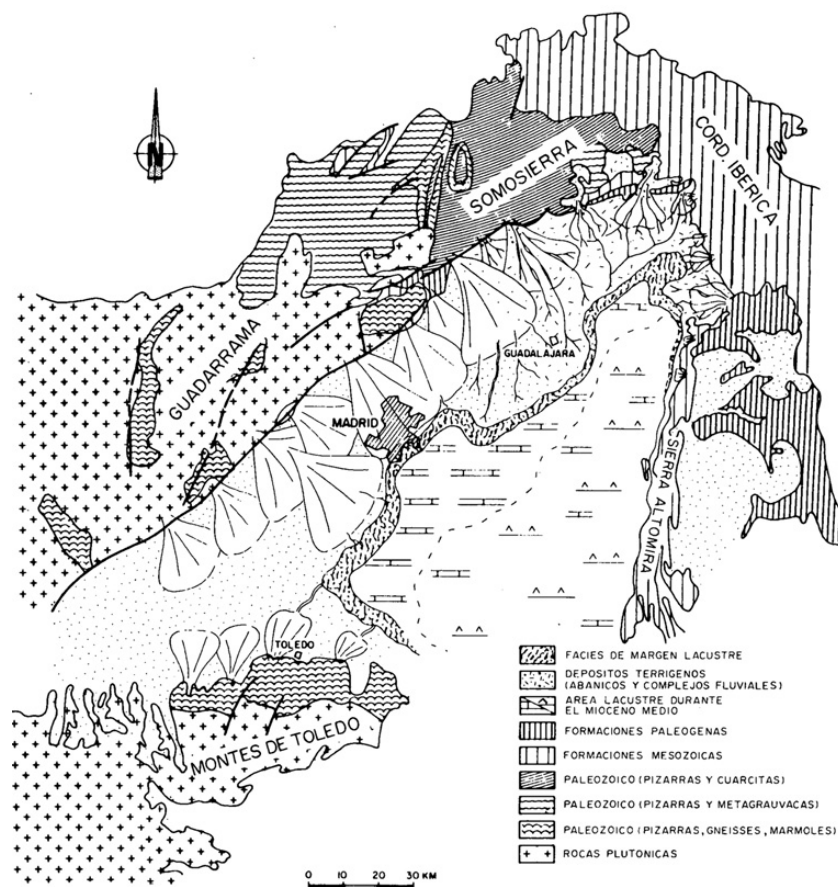 N
CORD. IBERICA
SOMOSIERRA
GUADARRAMA
GUADALAJARA
MADRID
SIERRA ALTOMIRA
TOLEDO
MONTES DE TOLEDO
FACIES DE MARGEN LACUSTRE
DEPOSITOS TERRIGENOS
(ABANICOS Y COMPLEJOS FLUVIALES)
AREA LACUSTRE DURANTE
EL MIOCENO MEDIO
FORMACIONES PALEOGENAS
FORMACIONES MESOZOICAS
PALEOZOICO (PIZARRAS Y CUARCITAS)
PALEOZOICO (PIZARRAS Y METAGRAUVACAS)
PALEOZOICO (PIZARRAS, GNEISSES, MARMOLES)
ROCAS PLUTONICAS
0 10 20 30 KM